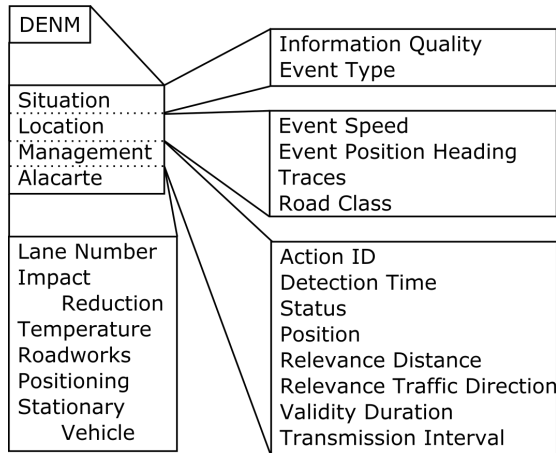 DENM
Situation
Location
Management
Alacarte
Information Quality
Event Type
Event Speed
Event Position Heading
Traces
Road Class
Lane Number
Impact
Reduction
Temperature
Roadworks
Positioning
Stationary
Vehicle
Action ID
Detection Time
Status
Position
Relevance Distance
Relevance Traffic Direction
Validity Duration
Transmission Interval